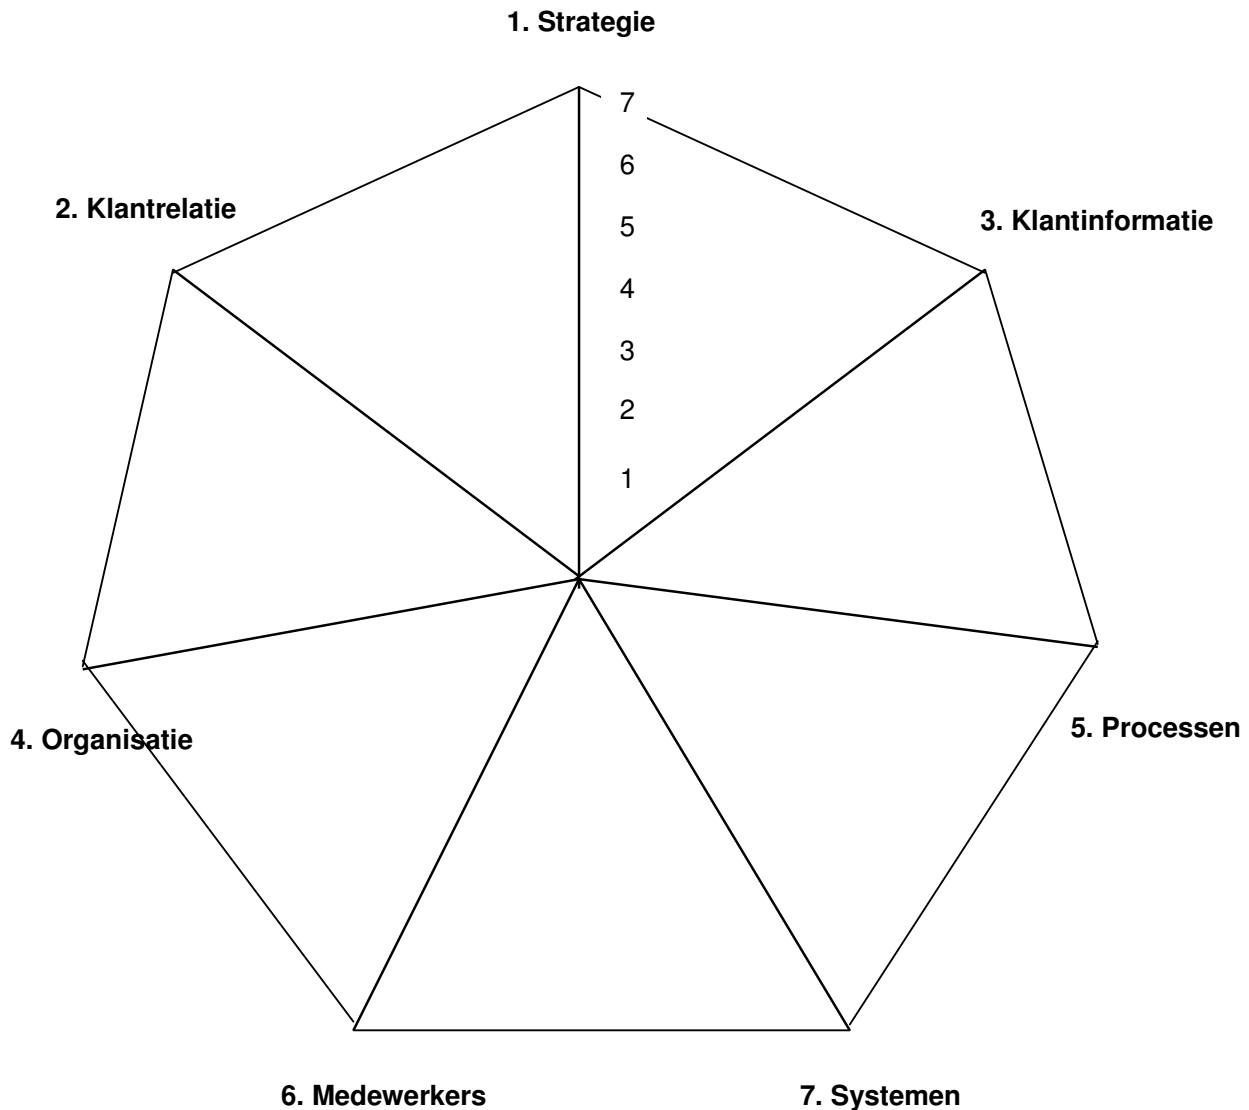 1. Strategie
7
6
2. Klantrelatie
3. Klantinformatie
5
4
3
2
1
5. Processen
4. Organisatie
6. Medewerkers
7. Systemen